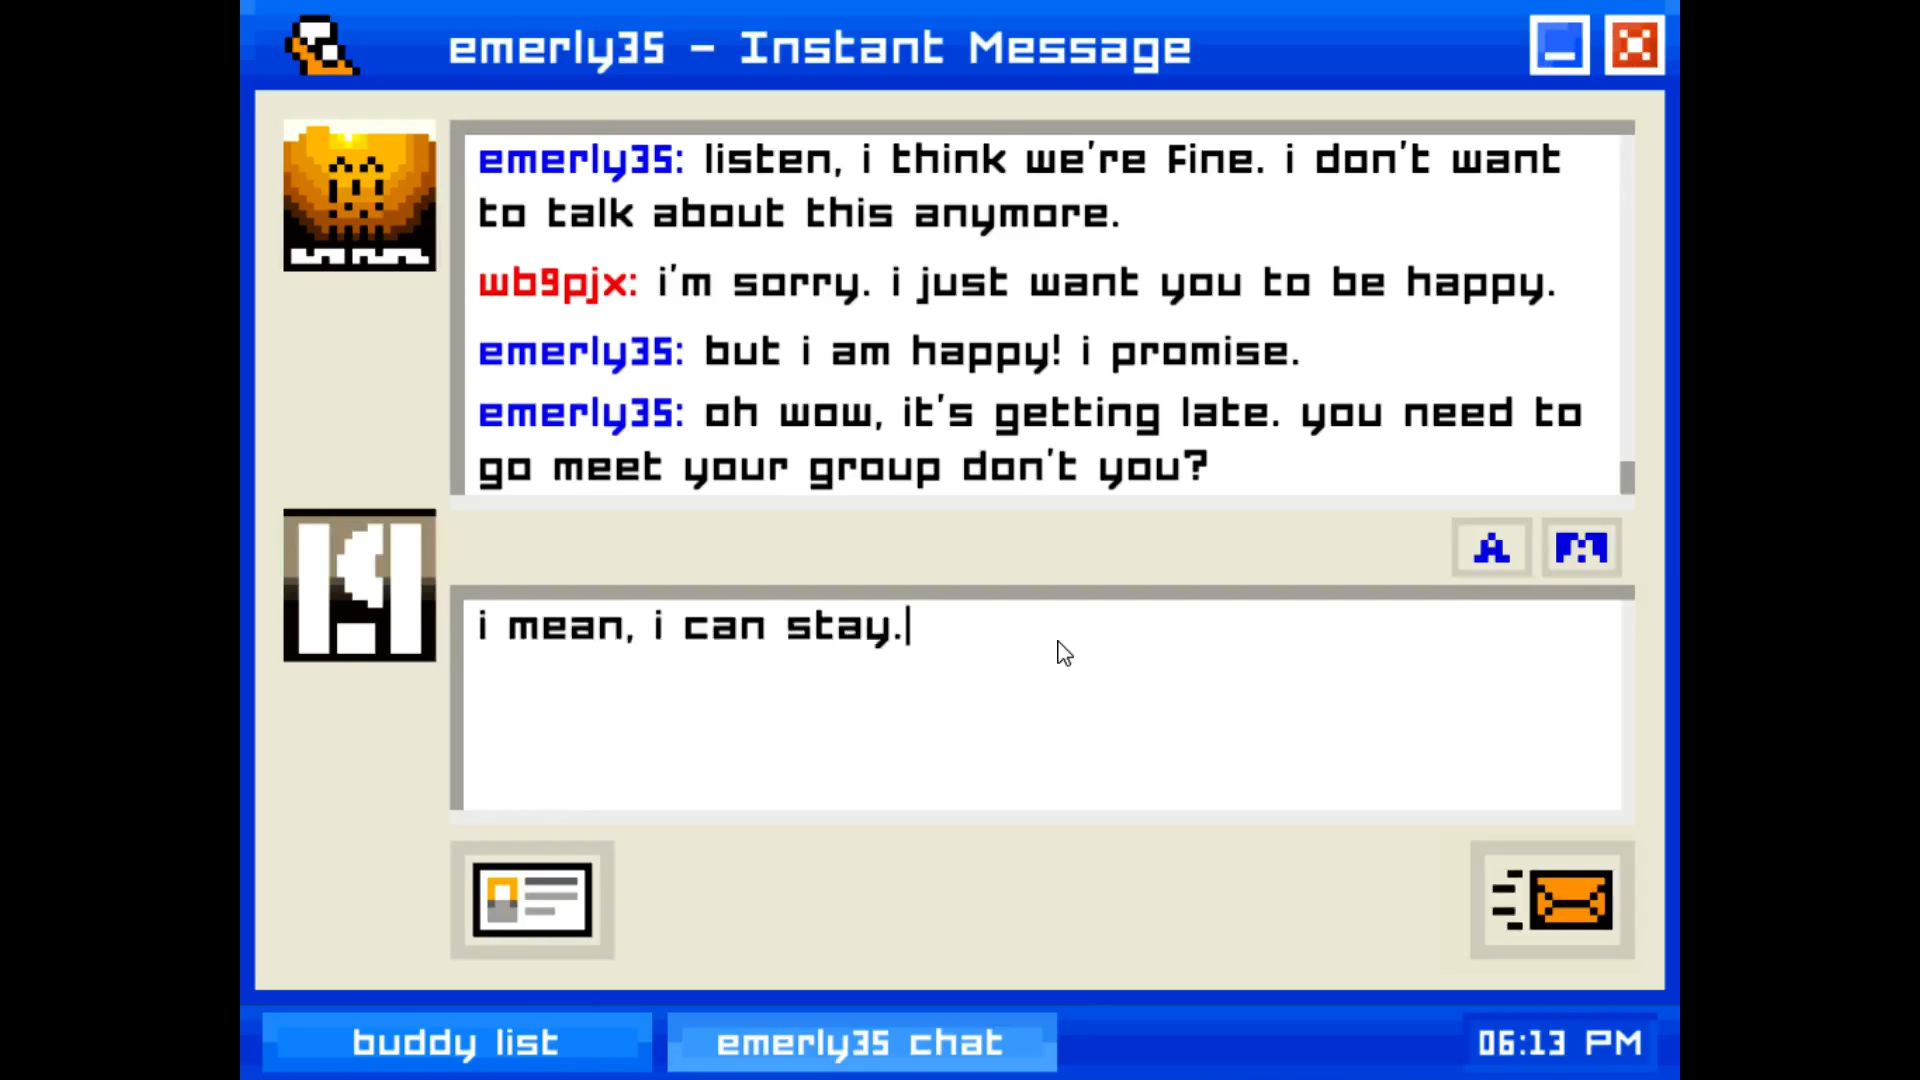 emerly35 - Instant Message
emerly35: listen, i think we're fine. i don't want
to talk about this anymore.
wb9pjx: i'm sorry. i just want you to be happy.
emerly35: but i am happy! i promise.
emerly35: oh wow, it's getting late. you need to
go meet your group don't you?
A
i mean, i can stay.
buddy list
emerly35 chat
06:13 PM